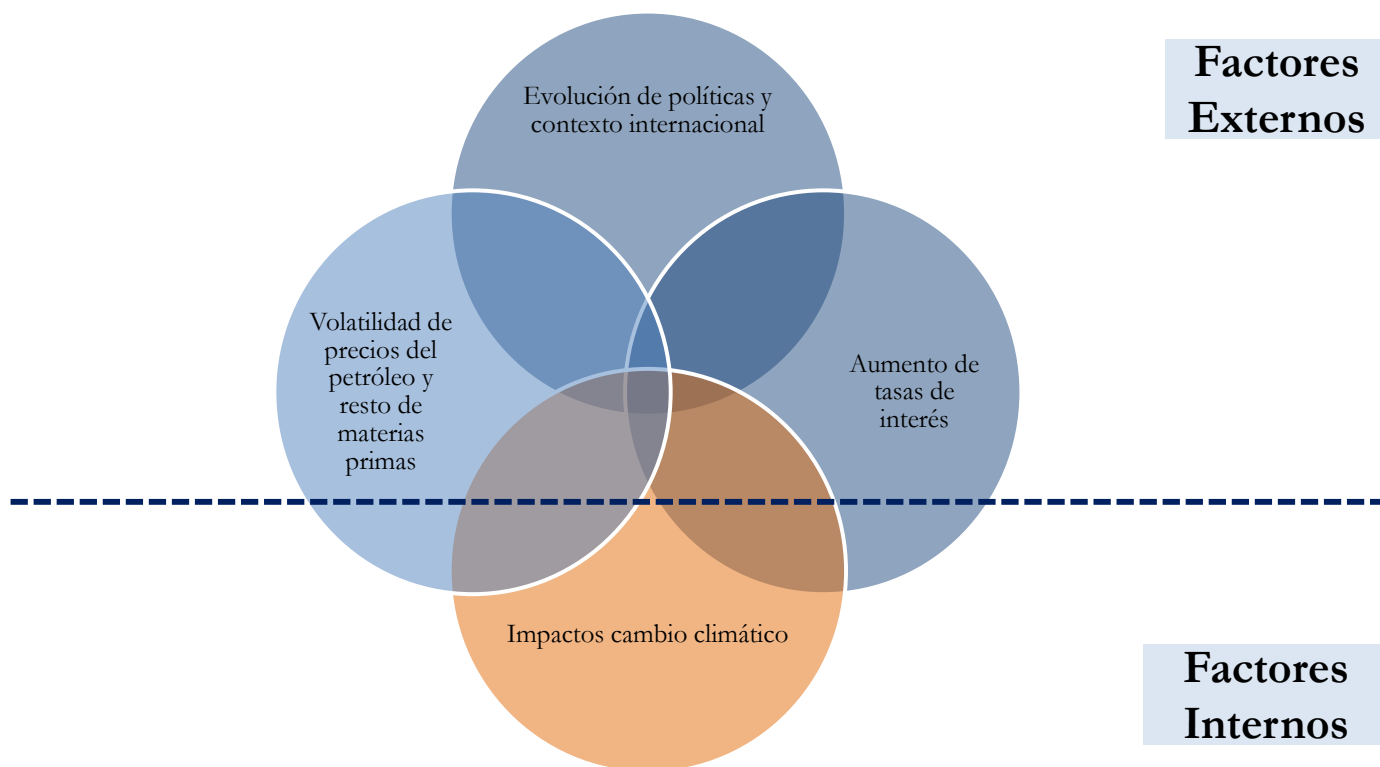 Factores
Externos
Evolución de políticas y
contexto internacional
Volatilidad de
precios del
petróleo y
resto de
materias
primas
Aumento de
tasas de
interés
Impactos cambio climático
Factores
Internos